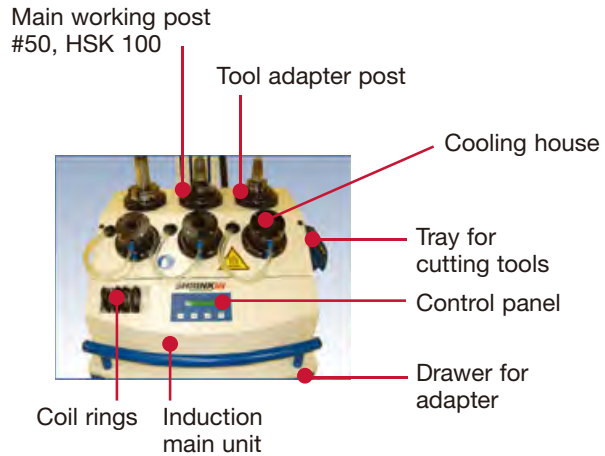 Main working post
#50, HSK 100
Tool adapter post
Cooling house
Tray for
cutting tools
SHRINKIN
Control panel
Drawer for
adapter
Coil rings
Induction
main unit